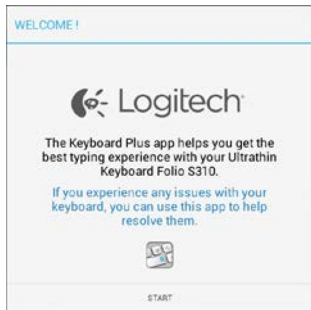 WELCOME !
Logitech
The Keyboard Plus app helps you get the
best typing experience with your Ultrathin
Keyboard Folio S310.
If you experience any issues with your
keyboard, you can use this app to help
resolve them.
START